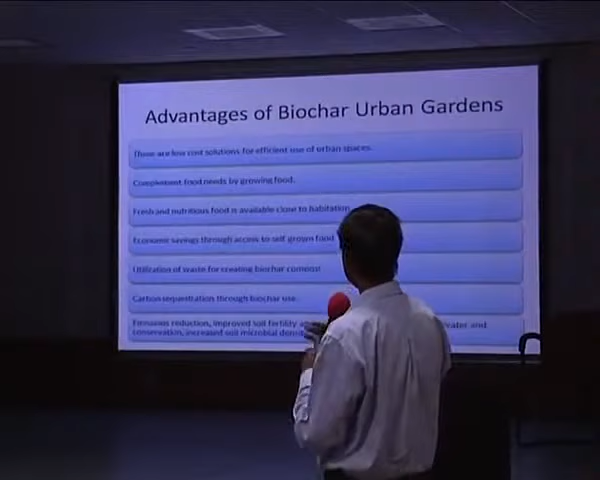 Advantages of Biochar Urban Gardens
These are low cost solutions for efficient use of urban spaces.
Complement food needs by growing food.
Fresh and nutritious food is available close to habitation
Economic savings through access to self grown food
Utilization of waste for creating biochar compost
Carbon sequestration through biochar use.
Emissions reduction, improved soil fertility water and
conservation, increased soil microbial